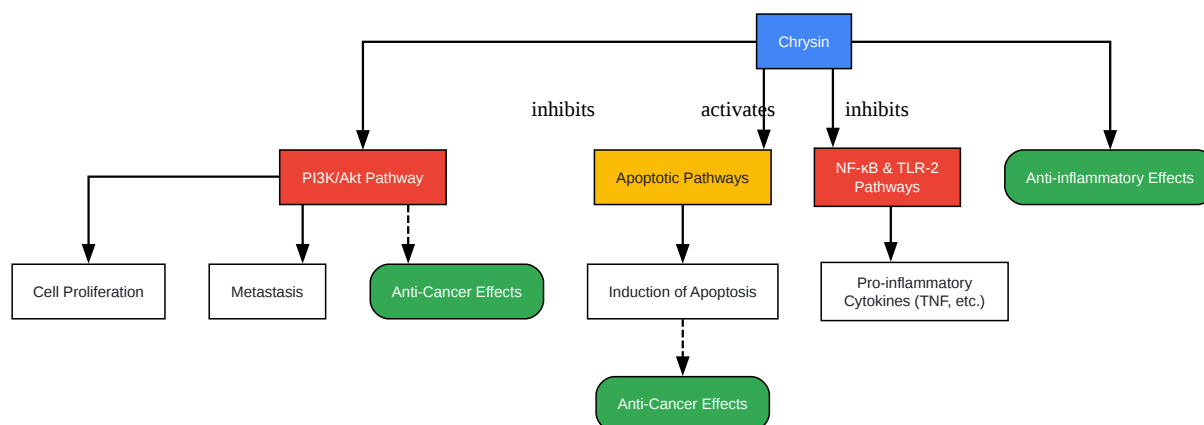 Chrysin
inhibits
activates
inhibits
PI3K/Akt Pathway
Apoptotic Pathways
NF-κB & TLR-2
Pathways
Anti-inflammatory Effects
Cell Proliferation
Metastasis
Anti-Cancer Effects
Induction of Apoptosis
Pro-inflammatory
Cytokines (TNF, etc.)
Anti-Cancer Effects